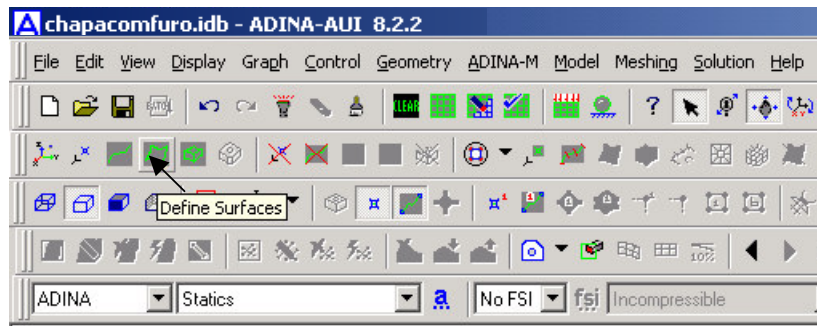 chapacomfuro.idb - ADINA-AUI 8.2.2
File Edit View Display Graph Control Geometry ADINA-M Model Meshing Solution Help
CLEAR ?
Define Surfaces
10%
ADINA Statics a No FSI fsi Incompressible